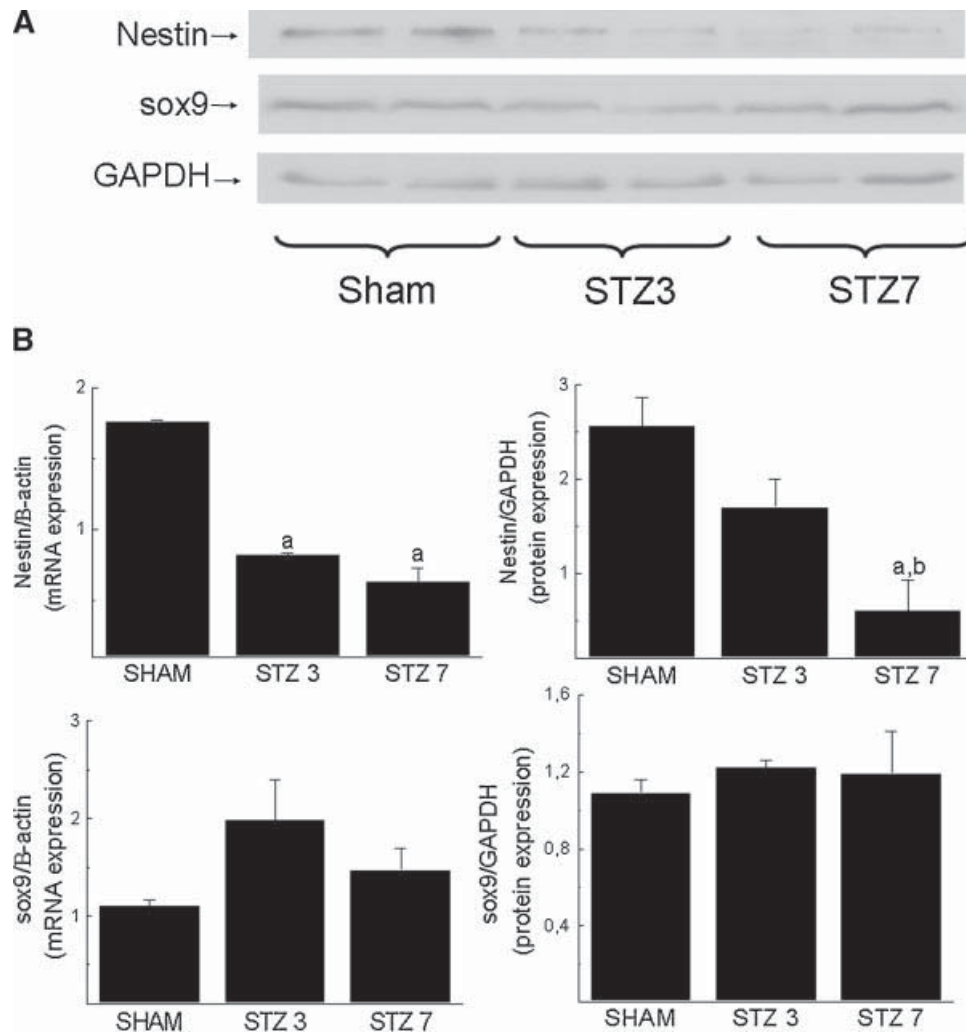 A
Nestin→
sox9→
GAPDH→
Sham STZ3 STZ7
B
2
1
Nestin/B-actin
(mRNA expression)
a
a
SHAM STZ 3 STZ 7
3
2
1
Nestin/GAPDH
(protein expression)
a,b
SHAM STZ 3 STZ 7
3
2
1
sox9/B-actin
(mRNA expression)
SHAM STZ 3 STZ 7
1,6
1,2
0,8
0,4
sox9/GAPDH
(protein expression)
SHAM STZ 3 STZ 7